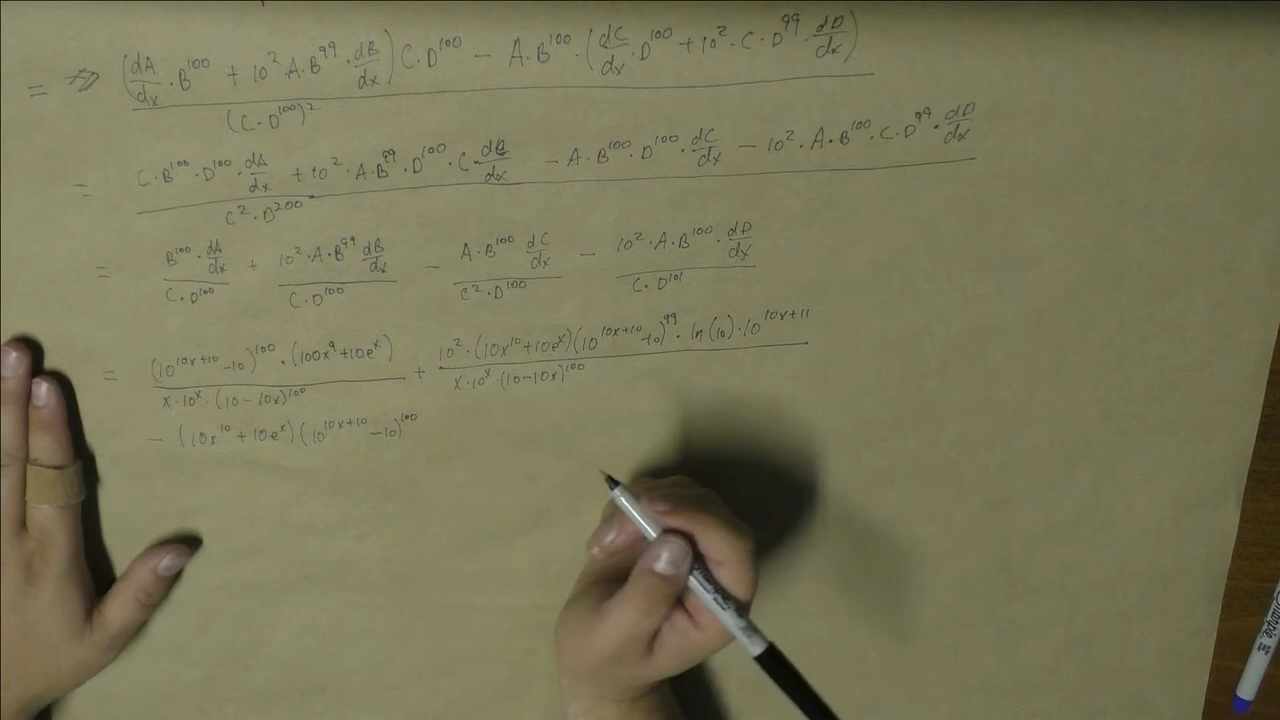 = ⇒ (dA/dx · B^100 + 10^2 · A · B^99 · dB/dx) C · D^100 − A · B^100 · (dC/dx · D^100 + 10^2 · C · D^99 · dD/dx)
(C · D^100)^2
= C · B^100 · D^100 · dA/dx + 10^2 · A · B^99 · D^100 · C · dB/dx − A · B^100 · D^100 · dC/dx − 10^2 · A · B^100 · C · D^99 · dD/dx
C^2 · D^200
= B^100 · dA/dx + 10^2 · A · B^99 dB/dx − A · B^100 dC/dx − 10^2 · A · B^100 · dD/dx
C · D^100 C · D^100 C^2 · D^100 C · D^101
= (10^(10x+10) − 10)^100 · (100x^9 + 10e^x) + 10^2 · (10x^10 + 10e^x)(10^(10x+10) − 10)^99 · ln(10) · 10^(10x+11)
x · 10^x · (10 − 10x)^100 x · 10^x · (10 − 10x)^100
− (10x^10 + 10e^x)(10^(10x+10) − 10)^100